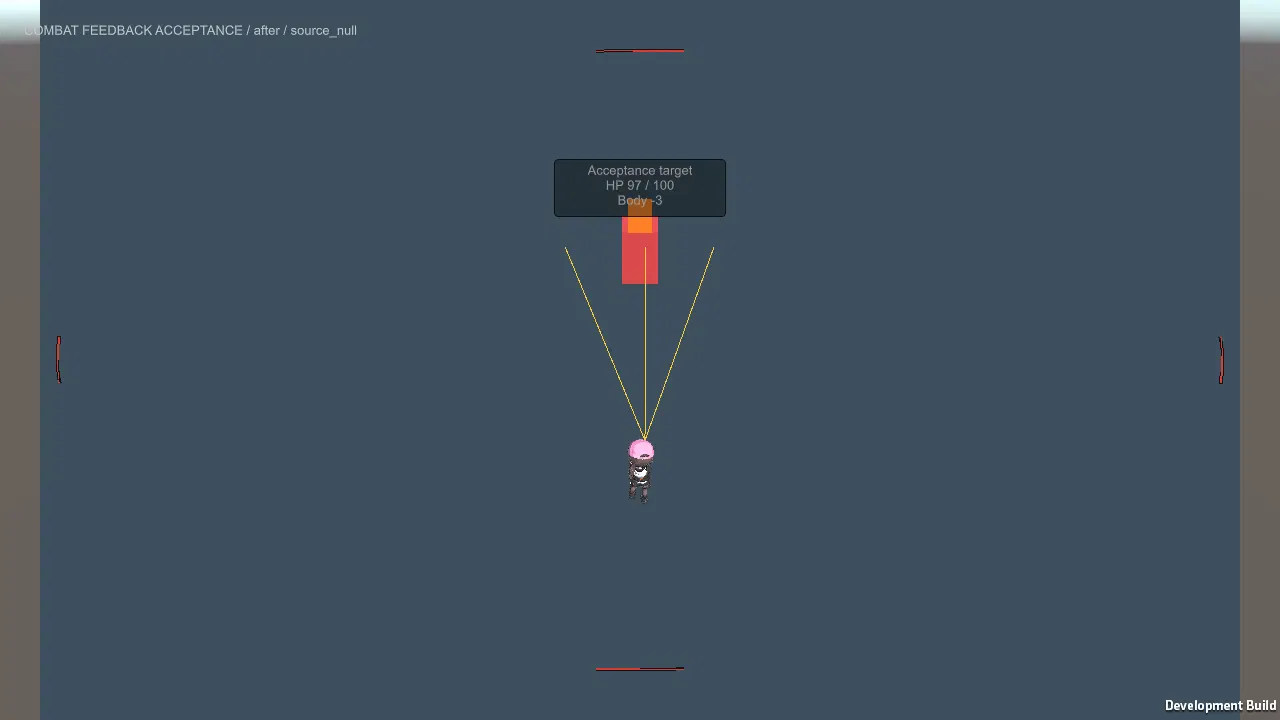 COMBAT FEEDBACK ACCEPTANCE / after / source_null
Acceptance target
HP 97 / 100
Body -3
Development Build